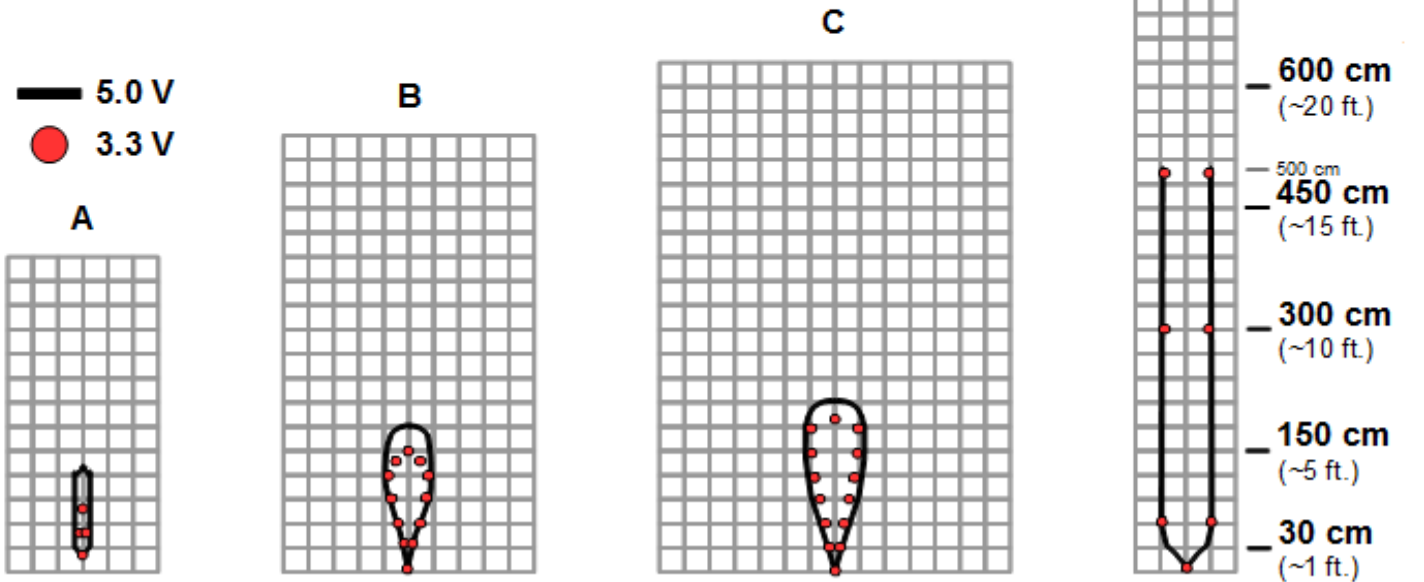 C
5.0 V
B
3.3 V
A
600 cm
(~20 ft.)
500 cm
450 cm
(~15 ft.)
300 cm
(~10 ft.)
150 cm
(~5 ft.)
30 cm
(~1 ft.)